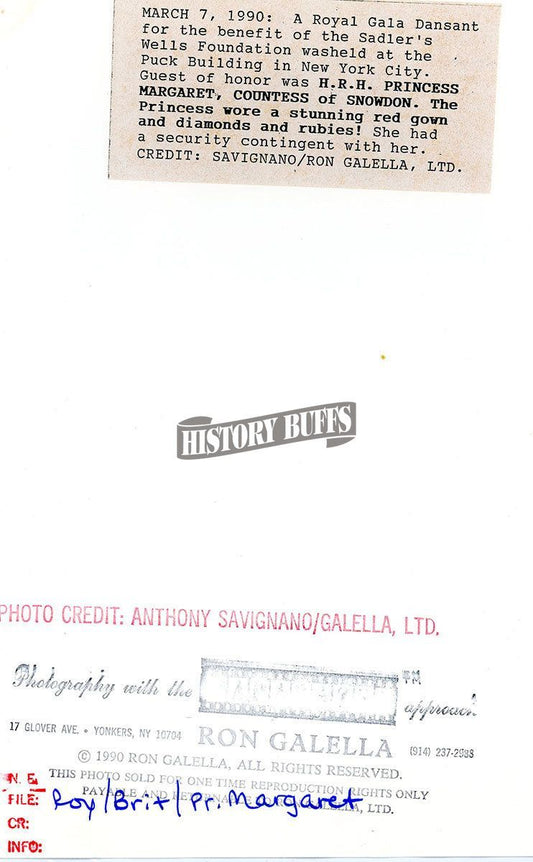 MARCH 7, 1990: A Royal Gala Dansant
for the benefit of the Sadler's
Wells Foundation washeld at the
Puck Building in New York City.
Guest of honor was H.R.H. PRINCESS
MARGARET, COUNTESS of SNOWDON. The
Princess wore a stunning red gown
and diamonds and rubies! She had
a security contingent with her.
CREDIT: SAVIGNANO/RON GALELLA, LTD.
HISTORY BUFFS
PHOTO CREDIT: ANTHONY SAVIGNANO/GALELLA, LTD.
Photography with the
TM
approach
17 GLOVER AVE. • YONKERS, NY 10704 RON GALELLA (914) 237-2988
© 1990 RON GALELLA, ALL RIGHTS RESERVED.
THIS PHOTO SOLD FOR ONE TIME REPRODUCTION RIGHTS ONLY
PAYABLE AND GALELLA, LTD.
N. E.
FILE: Roy/Brit/Pr. Margaret
CR:
INFO: